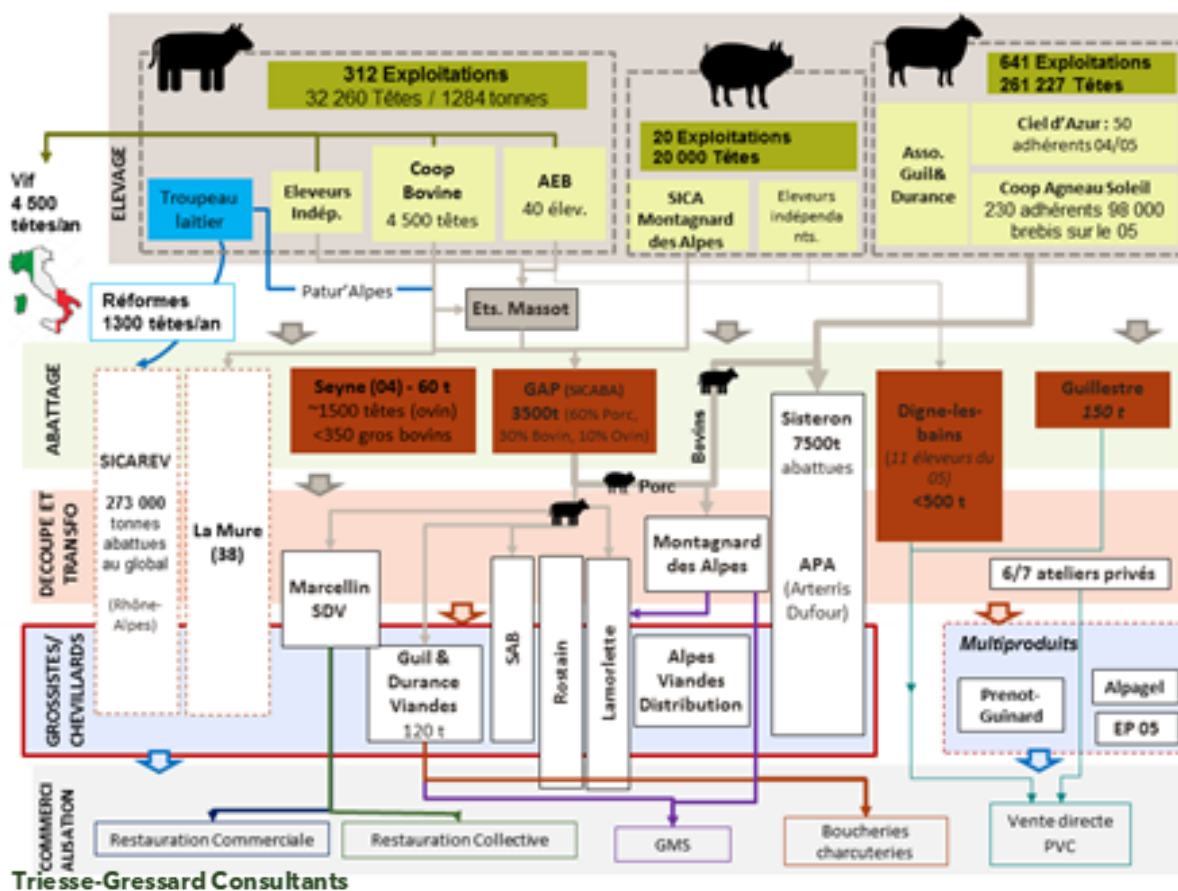 312 Exploitations
32 260 Têtes / 1284 tonnes
641 Exploitations
261 227 Têtes
20 Exploitations
20 000 Têtes
ELEVAGE
Vif
4 500
têtes/an
Troupeau
laitier
Eleveurs
Indép.
Coop
Bovine
4 500 têtes
AEB
40 élev.
SICA
Montagnard
des Alpes
Eleveurs
indépenda
nts.
Asso.
Guil&
Durance
Ciel d'Azur : 50
adhérents 04/05
Coop Agneau Soleil
230 adhérents 98 000
brebis sur le 05
Réformes
1300 têtes/an
Patur'Alpes
Ets. Massot
ABATTAGE
Seyne (04) - 60 t
~1500 têtes (ovin)
<350 gros bovins
GAP (SICABA)
3500t (60% Porc,
30% Bovin, 10% Ovin)
Bovins
Porc
Sisteron
7500t
abattues
APA
(Arterris
Dufour)
Digne-les-
bains
(11 éleveurs du
05)
<500 t
Guillestre
150 t
SICAREV
273 000
tonnes
abattues
au global
(Rhône-
Alpes)
La Mure
(38)
DECOUPE ET
TRANSFO
Marcellin
SDV
Montagnard
des Alpes
6/7 ateliers privés
GROSSISTES/
CHEVILLARDS
Guil &
Durance
Viandes
120 t
SAB
Rostain
Lamorlette
Alpes
Viandes
Distribution
Multiproduits
Prenot-
Guinard
Alpagel
EP 05
COMMERCI
ALISATION
Restauration Commerciale
Restauration Collective
GMS
Boucheries
charcuteries
Vente directe
PVC
Triesse-Gressard Consultants